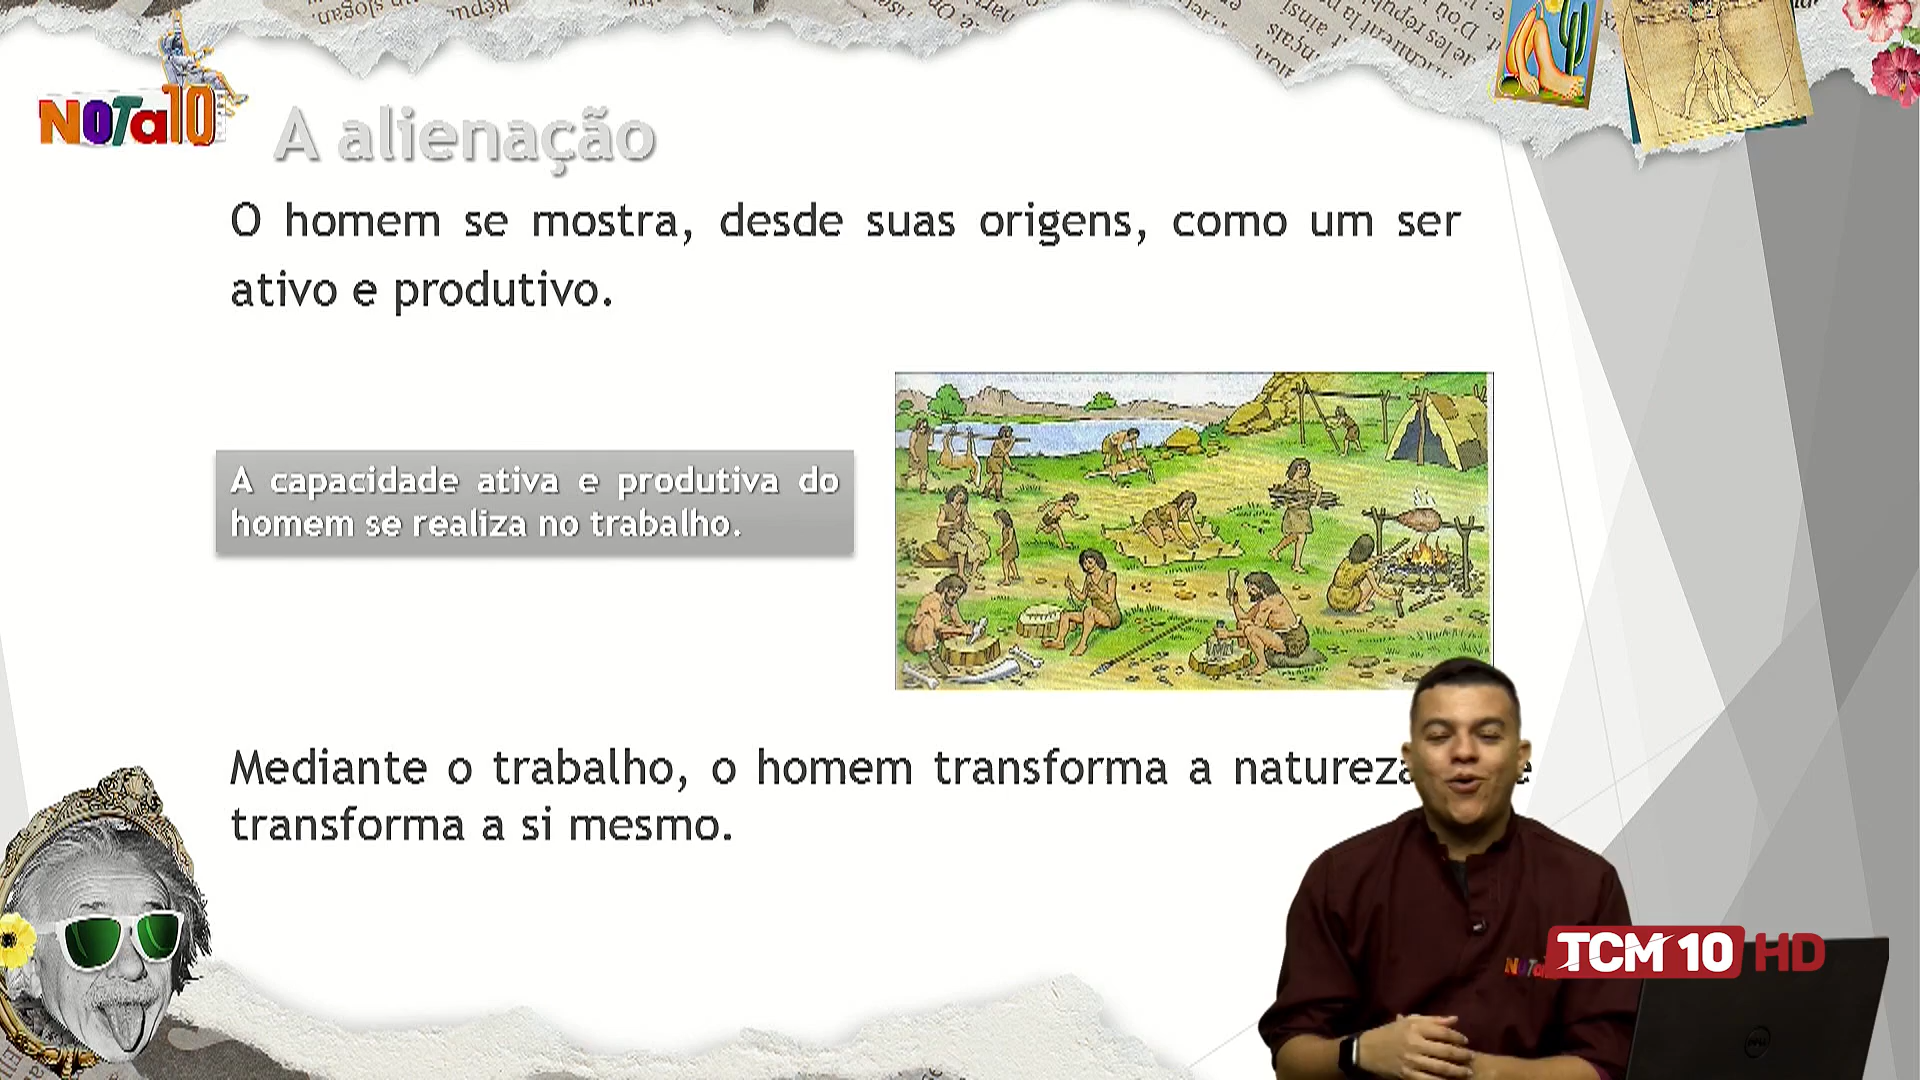 NOTa10
A alienação
O homem se mostra, desde suas origens, como um ser
ativo e produtivo.
A capacidade ativa e produtiva do
homem se realiza no trabalho.
Mediante o trabalho, o homem transforma a natureza e
transforma a si mesmo.
TCM 10 HD
DELL